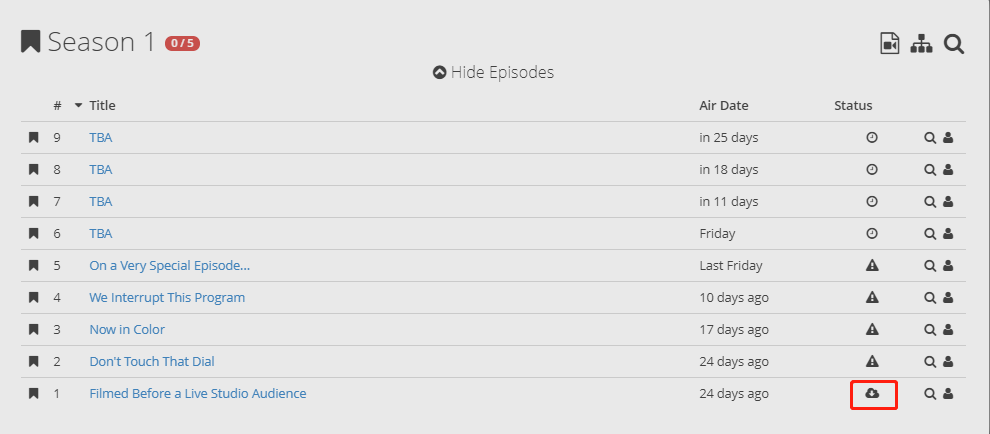 Season 1 0 / 5
Hide Episodes
# Title Air Date Status
9 TBA in 25 days
8 TBA in 18 days
7 TBA in 11 days
6 TBA Friday
5 On a Very Special Episode... Last Friday
4 We Interrupt This Program 10 days ago
3 Now in Color 17 days ago
2 Don't Touch That Dial 24 days ago
1 Filmed Before a Live Studio Audience 24 days ago